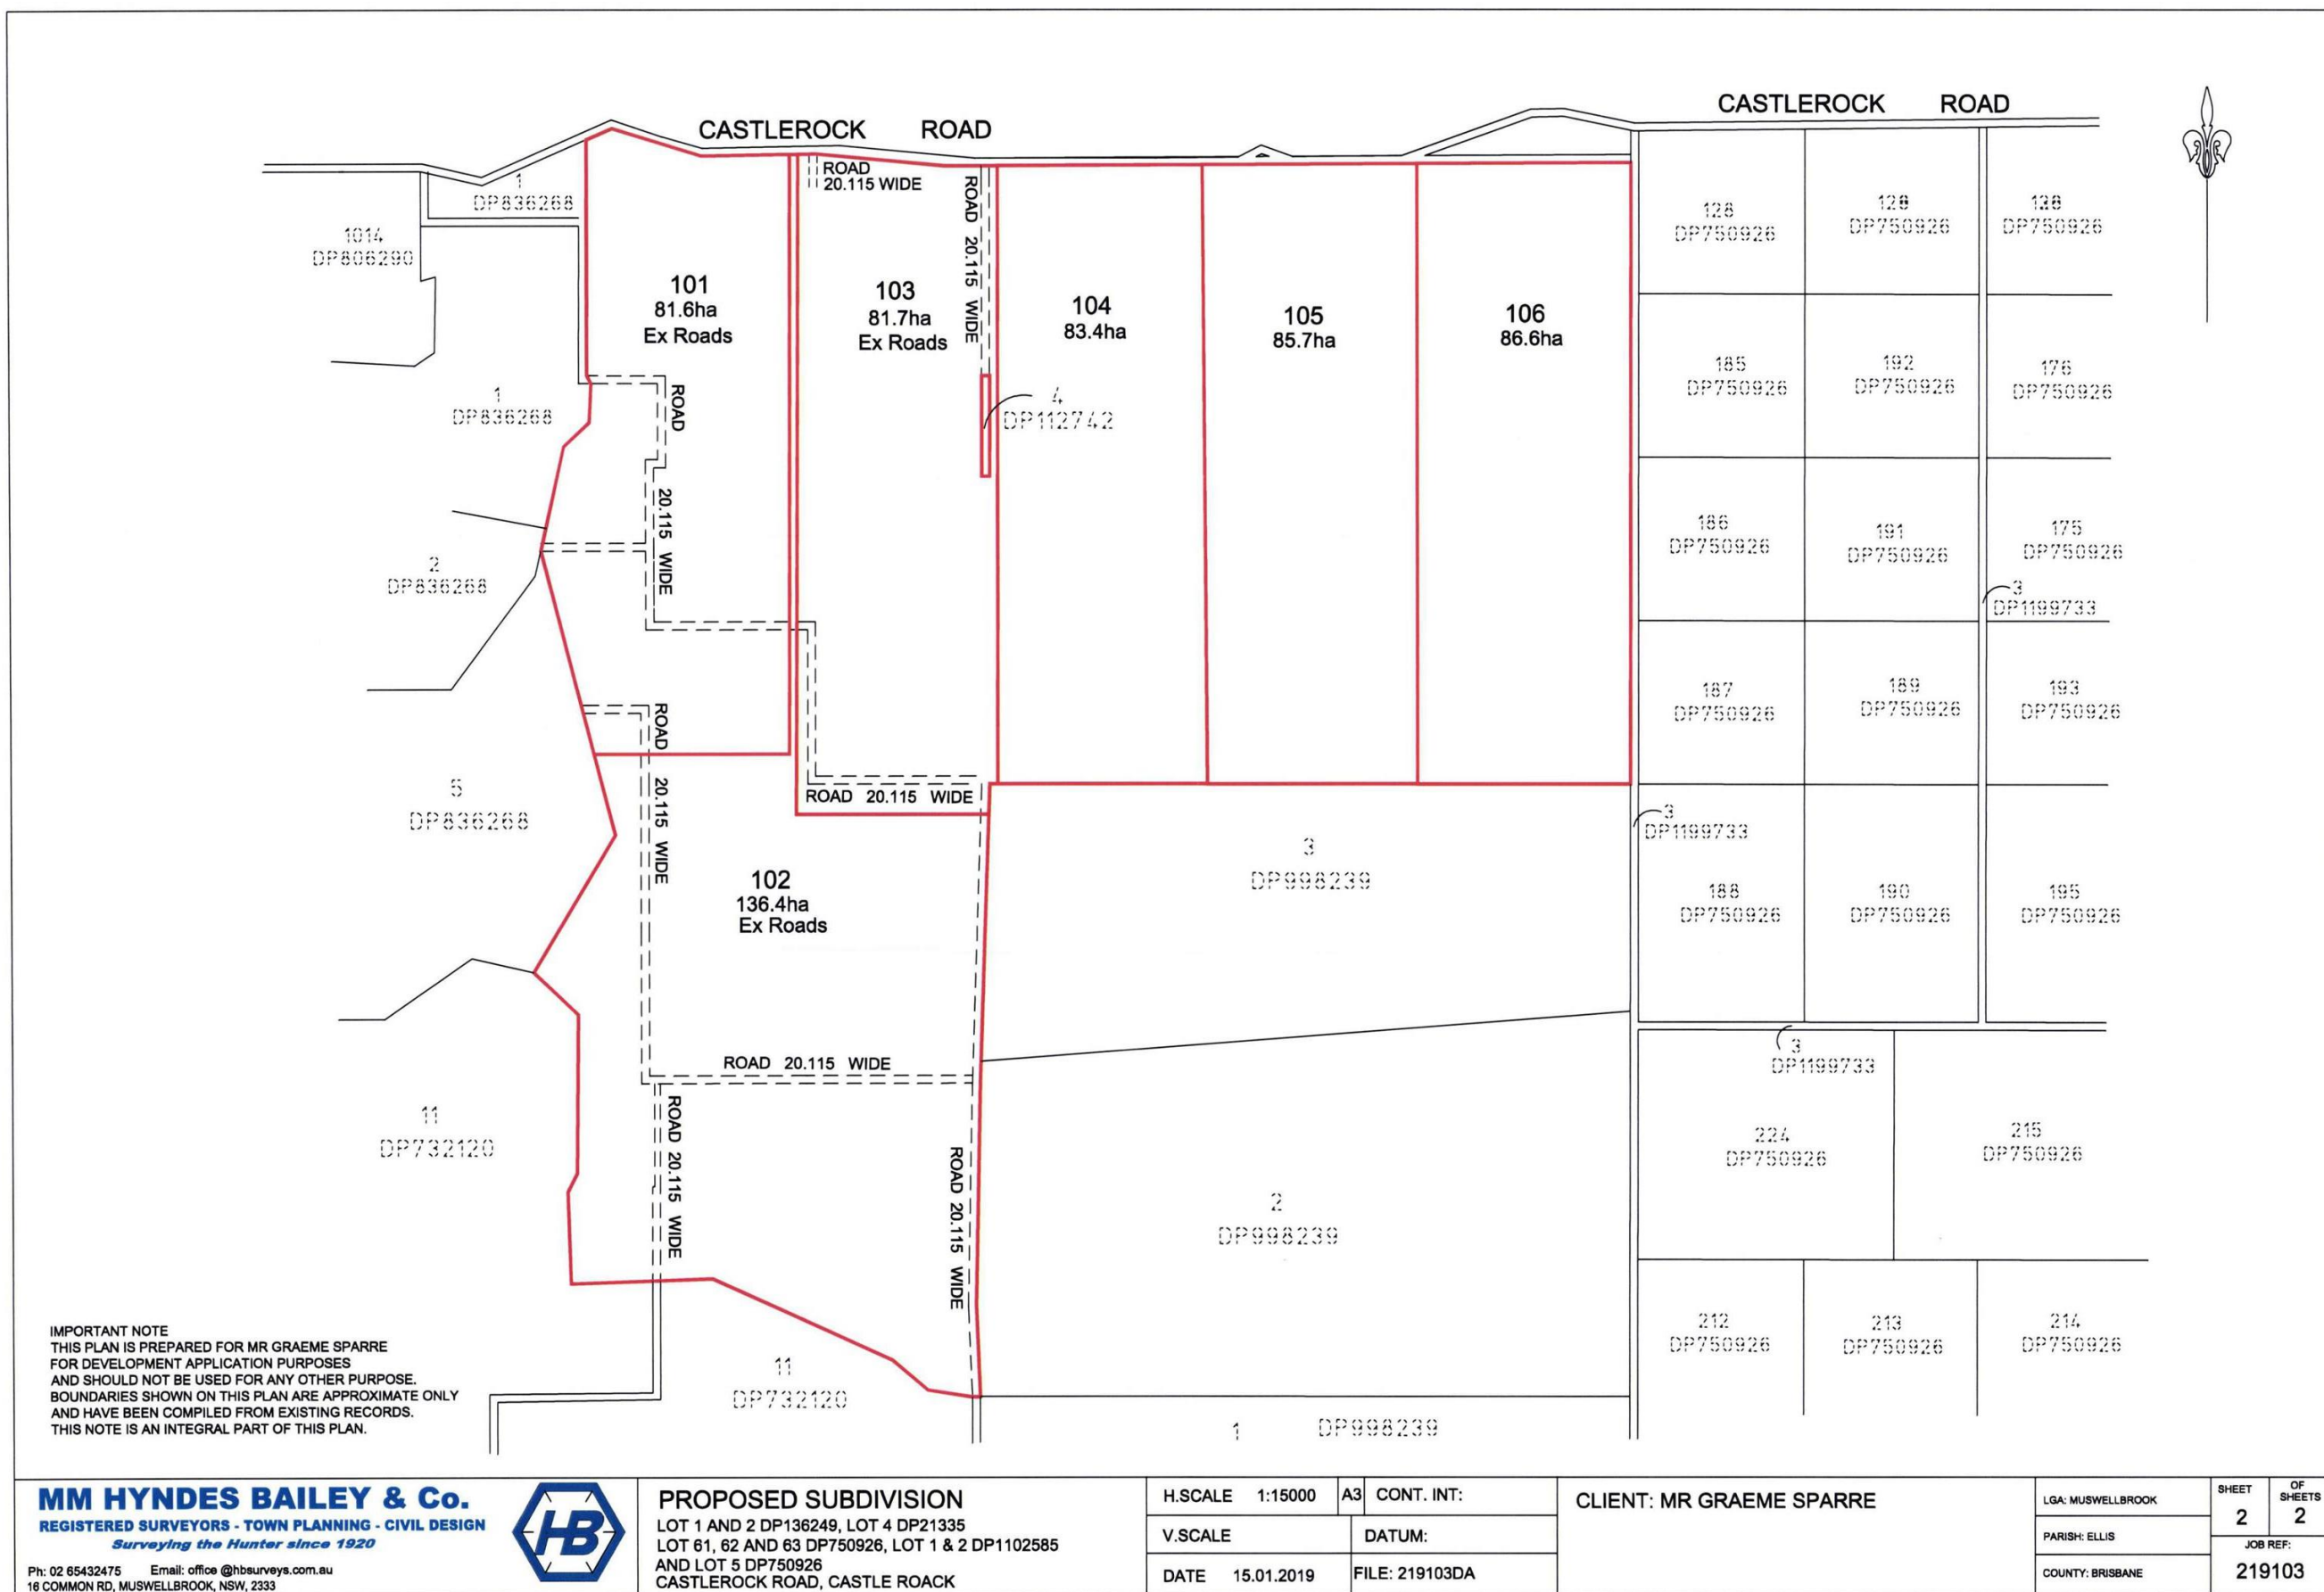 CASTLEROCK ROAD
CASTLEROCK ROAD
ROAD
20.115 WIDE
ROAD 20.115 WIDE
1
DP836268
1014
DP806290
101
81.6ha
Ex Roads
103
81.7ha
Ex Roads
104
83.4ha
105
85.7ha
106
86.6ha
128
DP750926
DP750926
DP750926
185
DP750926
192
DP750926
176
DP750926
1
DP836268
ROAD 20.115 WIDE
4
DP112742
186
DP750926
191
DP750926
175
DP750926
3
DP1199733
2
DP836268
187
DP750926
189
DP750926
193
DP750926
ROAD 20.115 WIDE
5
DP836268
ROAD 20.115 WIDE
102
136.4ha
Ex Roads
3
DP998239
3
DP1199733
188
DP750926
190
DP750926
195
DP750926
ROAD 20.115 WIDE
3
DP1199733
11
DP732120
ROAD 20.115 WIDE
ROAD 20.115 WIDE
2
DP998239
224
DP750926
215
DP750926
212
DP750926
213
DP750926
214
DP750926
11
DP732120
1 DP998239
IMPORTANT NOTE
THIS PLAN IS PREPARED FOR MR GRAEME SPARRE
FOR DEVELOPMENT APPLICATION PURPOSES
AND SHOULD NOT BE USED FOR ANY OTHER PURPOSE.
BOUNDARIES SHOWN ON THIS PLAN ARE APPROXIMATE ONLY
AND HAVE BEEN COMPILED FROM EXISTING RECORDS.
THIS NOTE IS AN INTEGRAL PART OF THIS PLAN.
MM HYNDES BAILEY & Co.
REGISTERED SURVEYORS - TOWN PLANNING - CIVIL DESIGN
Surveying the Hunter since 1920
Ph: 02 65432475 Email: office @hbsurveys.com.au
16 COMMON RD, MUSWELLBROOK, NSW, 2333
HB
PROPOSED SUBDIVISION
LOT 1 AND 2 DP136249, LOT 4 DP21335
LOT 61, 62 AND 63 DP750926, LOT 1 & 2 DP1102585
AND LOT 5 DP750926
CASTLEROCK ROAD, CASTLE ROACK
H.SCALE 1:15000 A3 CONT. INT:
V.SCALE DATUM:
DATE 15.01.2019 FILE: 219103DA
CLIENT: MR GRAEME SPARRE
LGA: MUSWELLBROOK
PARISH: ELLIS
COUNTY: BRISBANE
SHEET 2
OF SHEETS 2
JOB REF:
219103